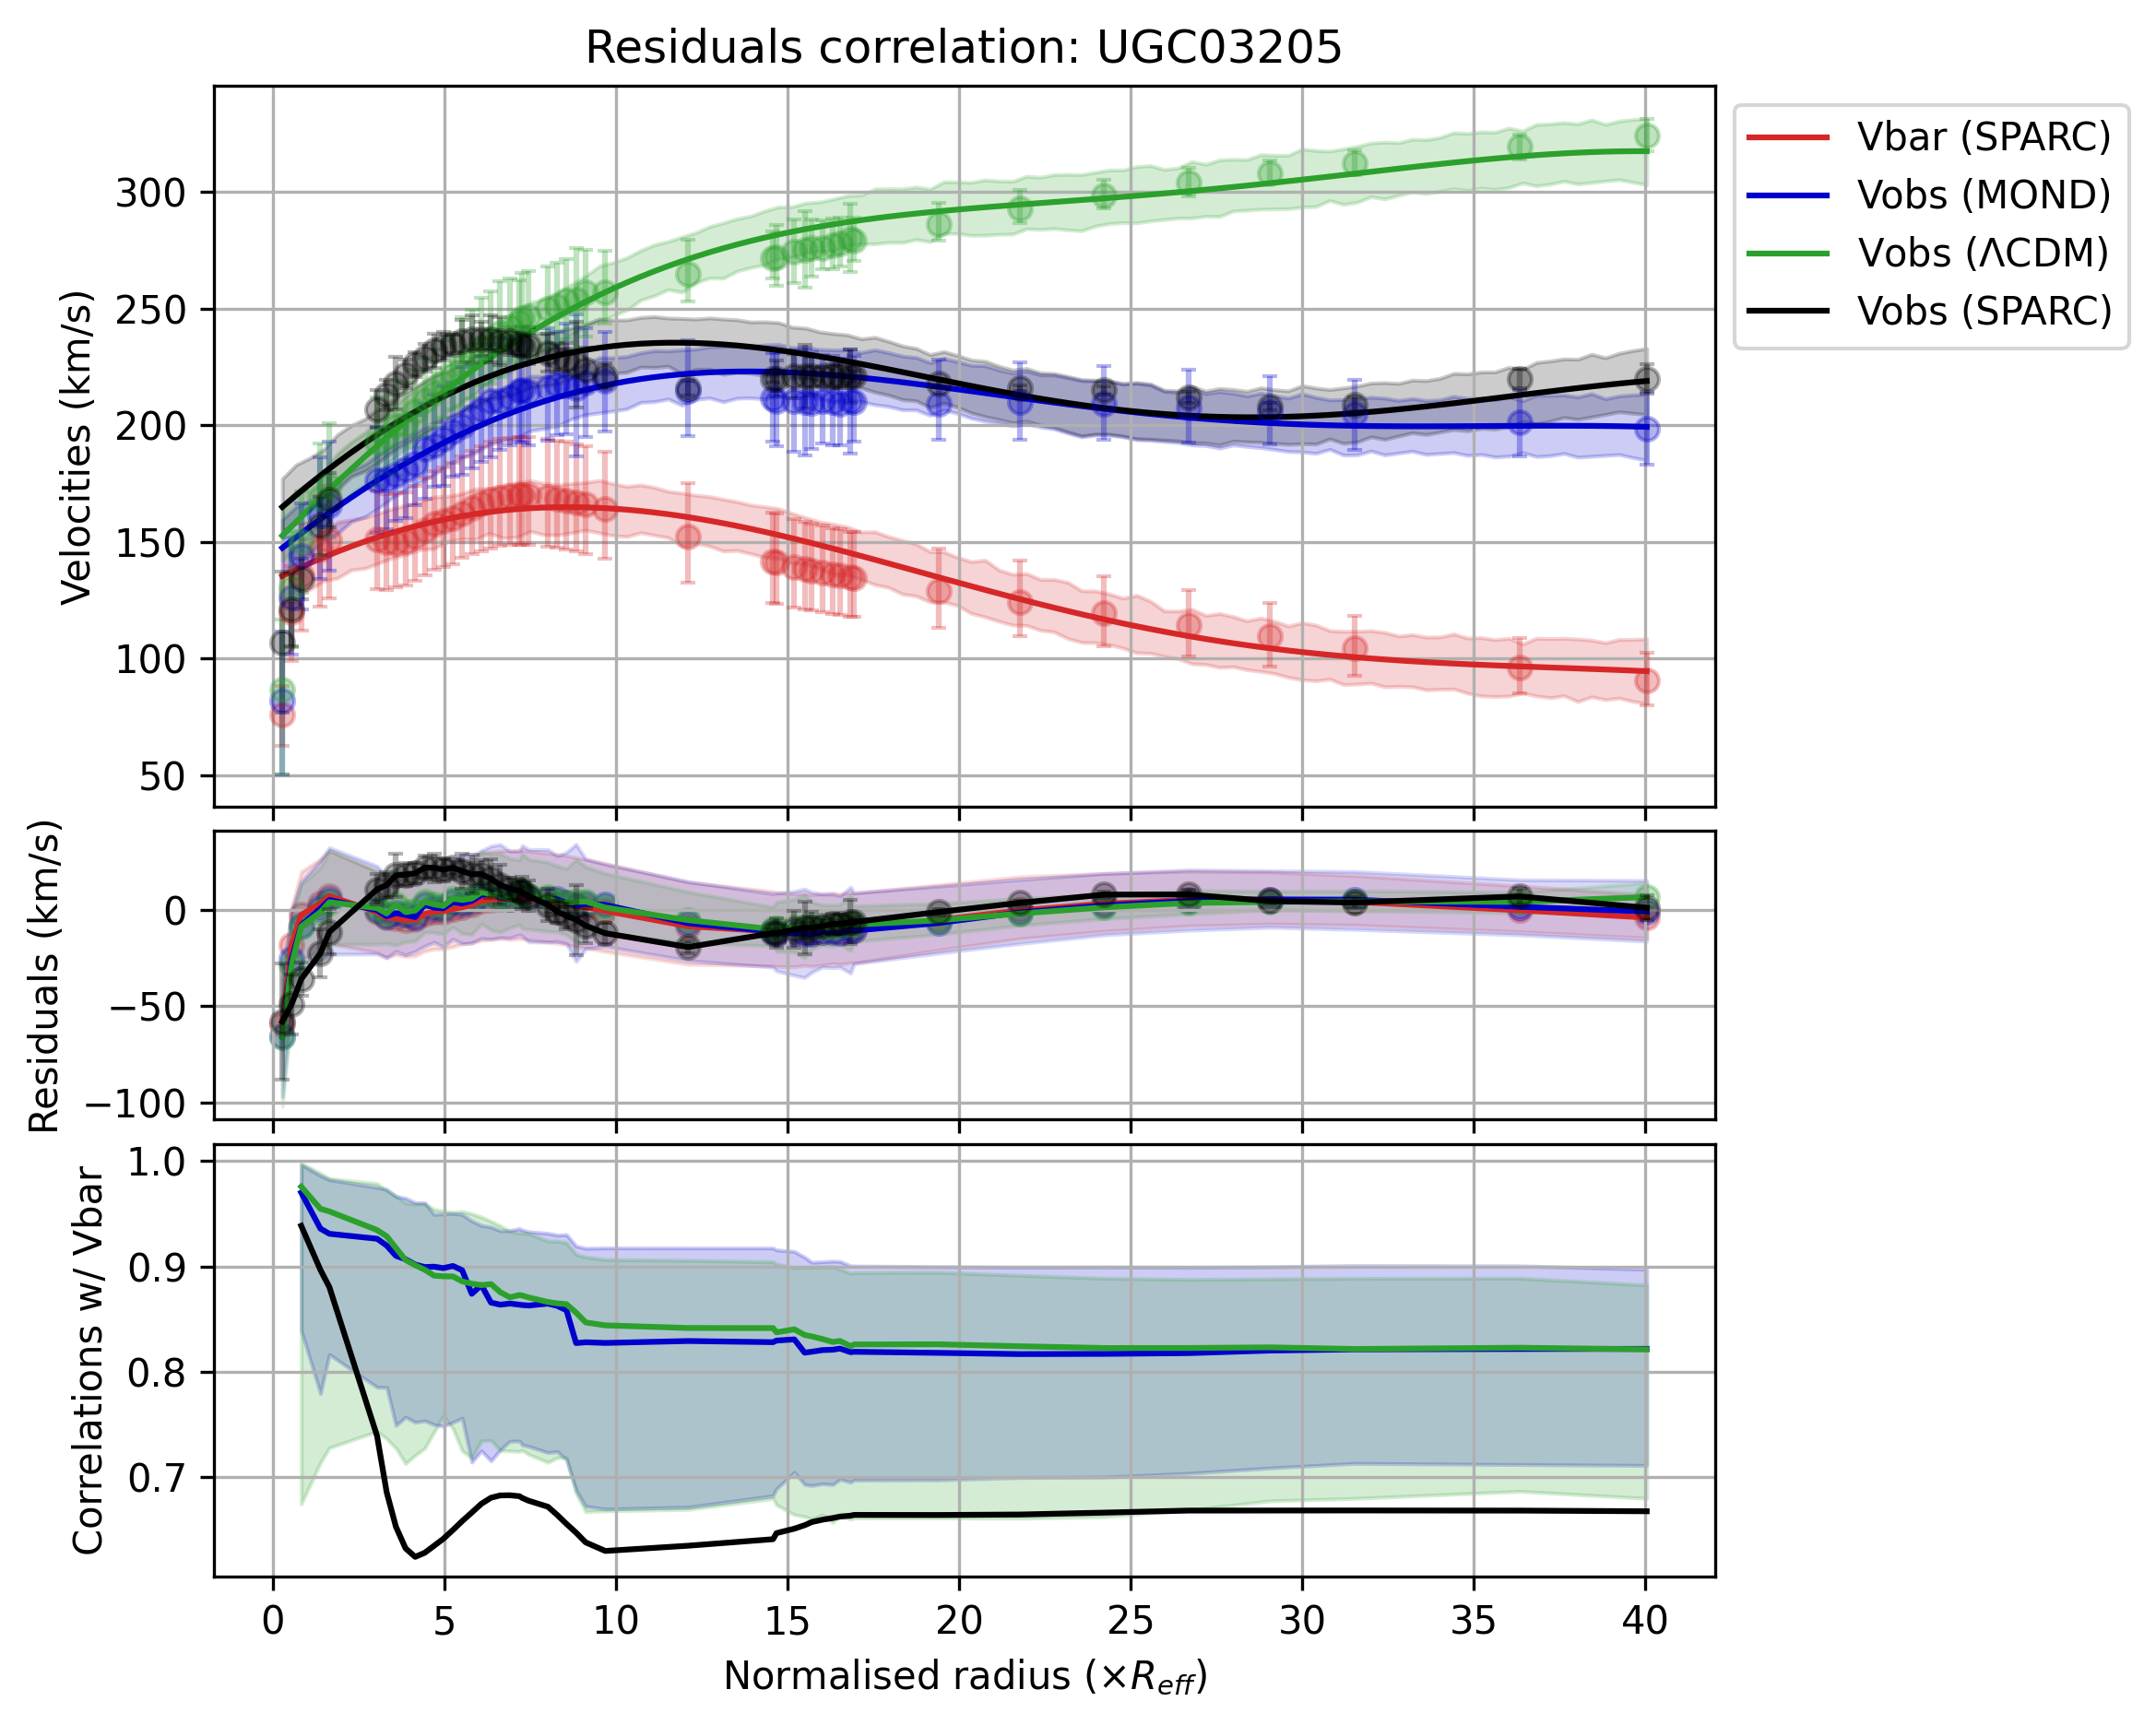 Residuals correlation: UGC03205
Vbar (SPARC)
Vobs (MOND)
Vobs (ΛCDM)
Vobs (SPARC)
Velocities (km/s)
300
250
200
150
100
50
Residuals (km/s)
0
−50
−100
Correlations w/ Vbar
1.0
0.9
0.8
0.7
0 5 10 15 20 25 30 35 40
Normalised radius (×R_eff)